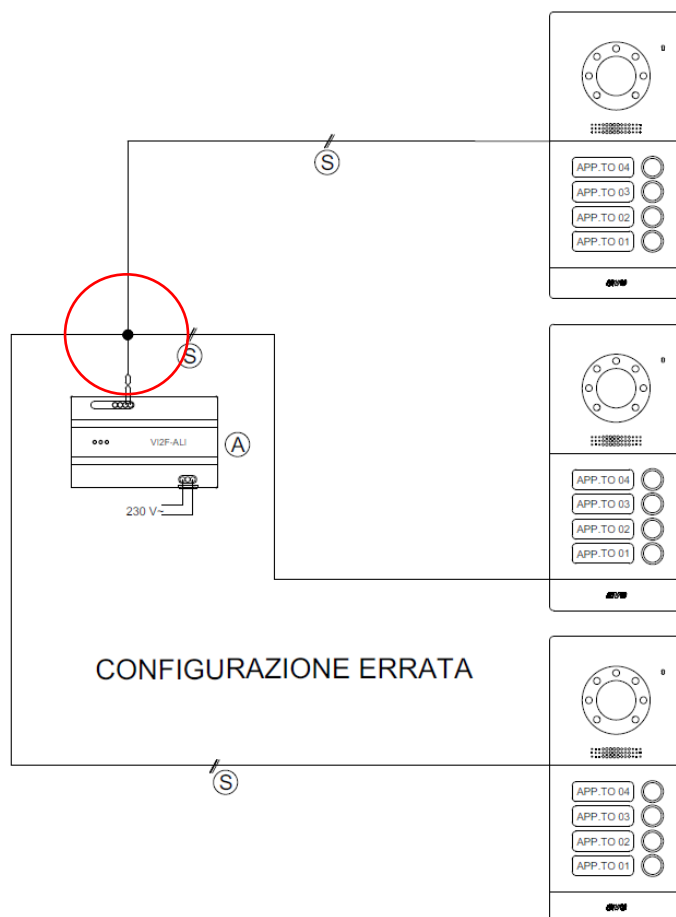 S
APP.TO 04
APP.TO 03
APP.TO 02
APP.TO 01
S
VI2F-ALI
A
230 V~
APP.TO 04
APP.TO 03
APP.TO 02
APP.TO 01
CONFIGURAZIONE ERRATA
S
APP.TO 04
APP.TO 03
APP.TO 02
APP.TO 01